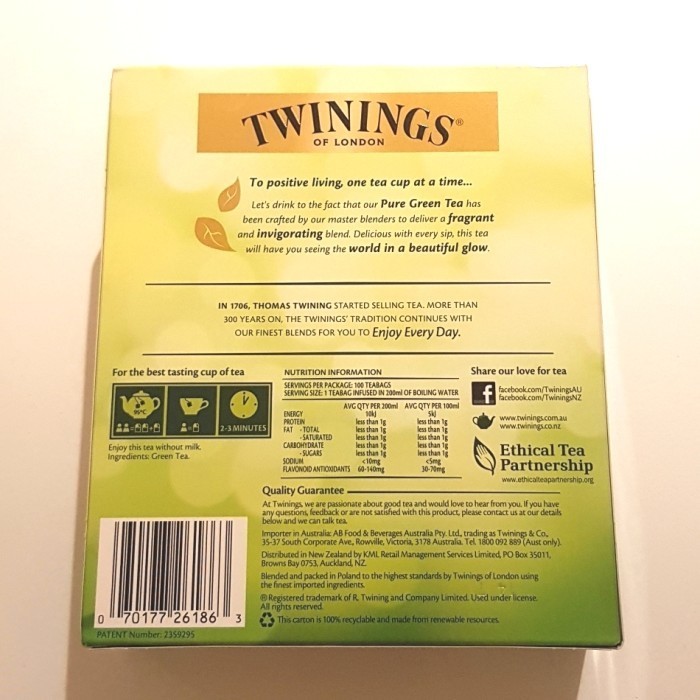 TWININGS®
OF LONDON
To positive living, one tea cup at a time...
Let's drink to the fact that our Pure Green Tea has
been crafted by our master blenders to deliver a fragrant
and invigorating blend. Delicious with every sip, this tea
will have you seeing the world in a beautiful glow.
IN 1706, THOMAS TWINING STARTED SELLING TEA. MORE THAN
300 YEARS ON, THE TWININGS' TRADITION CONTINUES WITH
OUR FINEST BLENDS FOR YOU TO Enjoy Every Day.
For the best tasting cup of tea
95°C
2-3 MINUTES
Enjoy this tea without milk.
Ingredients: Green Tea.
NUTRITION INFORMATION
SERVINGS PER PACKAGE: 100 TEABAGS
SERVING SIZE: 1 TEABAG INFUSED IN 200ml OF BOILING WATER
AVG QTY PER 200ml AVG QTY PER 100ml
ENERGY 10kJ 5kJ
PROTEIN less than 1g less than 1g
FAT -TOTAL less than 1g less than 1g
-SATURATED less than 1g less than 1g
CARBOHYDRATE less than 1g less than 1g
-SUGARS less than 1g less than 1g
SODIUM <10mg <5mg
FLAVONOID ANTIOXIDANTS 60-140mg 30-70mg
Share our love for tea
facebook.com/TwiningsAU
facebook.com/TwiningsNZ
www.twinings.com.au
www.twinings.co.nz
Ethical Tea
Partnership
www.ethicalteapartnership.org
Quality Guarantee
At Twinings, we are passionate about good tea and would love to hear from you. If you have
any questions, feedback or are not satisfied with this product, please contact us at our details
below and we can talk tea.
Importer in Australia: AB Food & Beverages Australia Pty. Ltd., trading as Twinings & Co.,
35-37 South Corporate Ave, Rowville, Victoria, 3178 Australia. Tel. 1800 092 889 (Aust only).
Distributed in New Zealand by KML Retail Management Services Limited, PO Box 35011,
Browns Bay 0753, Auckland, NZ.
Blended and packed in Poland to the highest standards by Twinings of London using
the finest imported ingredients.
® Registered trademark of R. Twining and Company Limited. Used under license.
All rights reserved.
This carton is 100% recyclable and made from renewable resources.
0 70177 26186 3
PATENT Number: 2359295